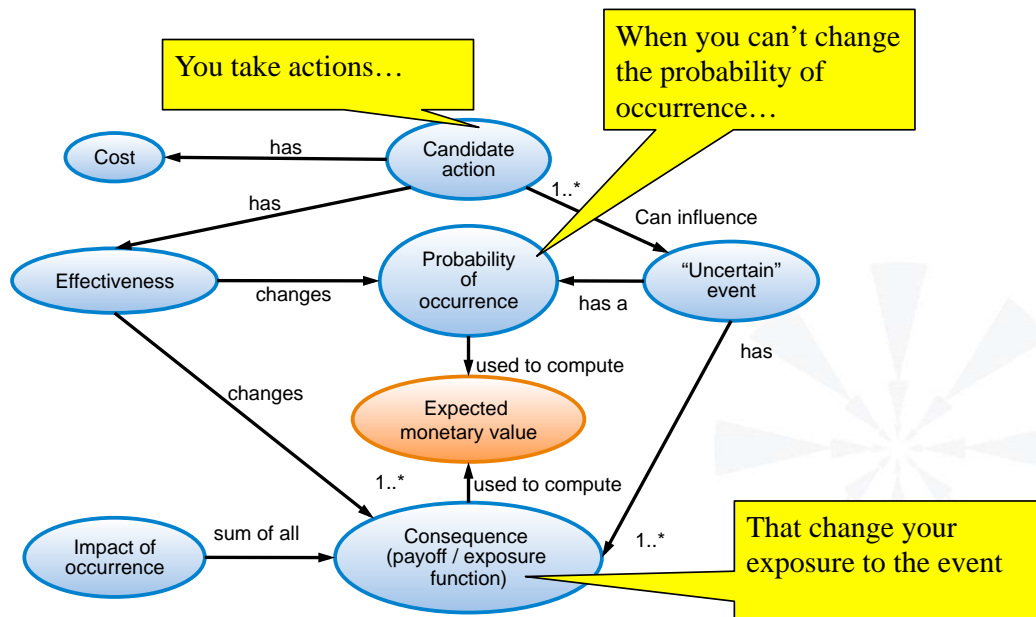 You take actions…
When you can’t change
the probability of
occurrence…
Cost
has
Candidate
action
1..*
has
Can influence
Effectiveness
changes
Probability
of
occurrence
has a
“Uncertain”
event
used to compute
has
changes
Expected
monetary value
1..*
used to compute
Impact of
occurrence
sum of all
Consequence
(payoff / exposure
function)
1..*
That change your
exposure to the event